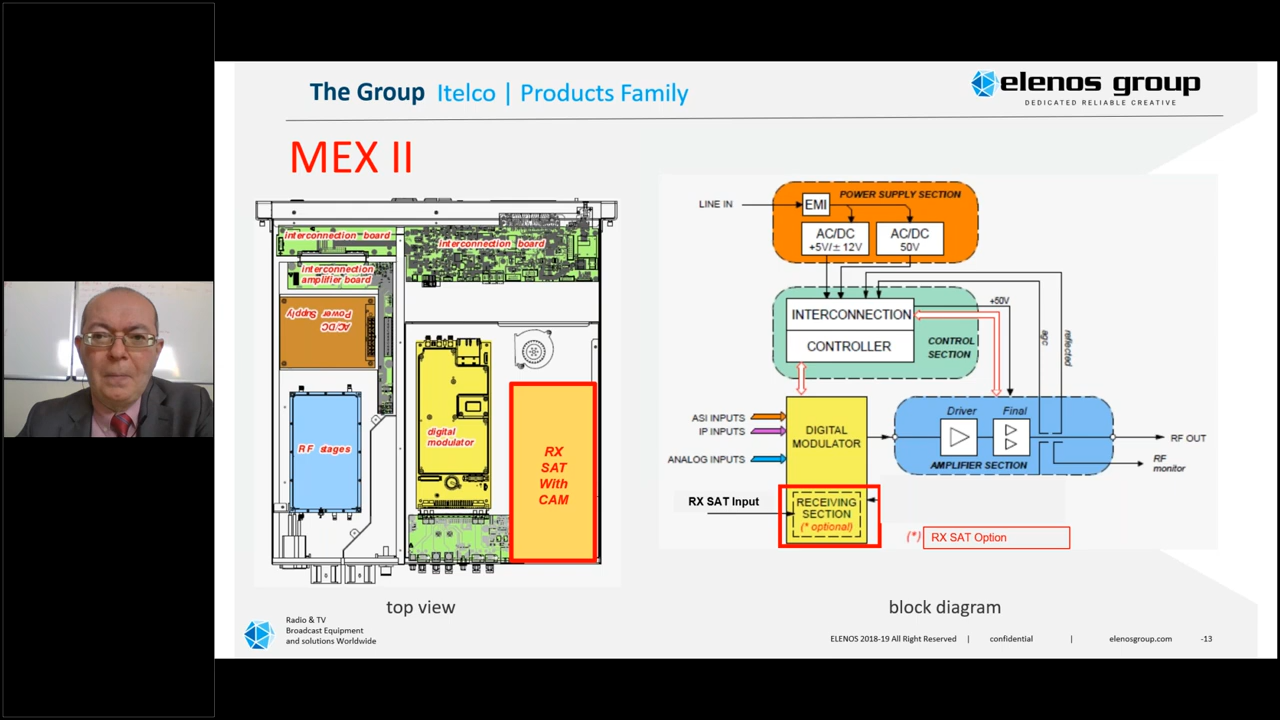 The Group Itelco | Products Family
elenos group
DEDICATED RELIABLE CREATIVE
MEX II
interconnection board
interconnection board
interconnection
amplifier board
AC/DC
Power Supply
RF stages
digital
modulator
RX
SAT
With
CAM
top view
POWER SUPPLY SECTION
LINE IN
EMI
AC/DC
+5V/± 12V
AC/DC
50V
INTERCONNECTION
CONTROLLER
CONTROL
SECTION
+50V
agc
reflected
ASI INPUTS
IP INPUTS
ANALOG INPUTS
DIGITAL
MODULATOR
Driver
Final
AMPLIFIER SECTION
RF OUT
RF
monitor
RX SAT Input
RECEIVING
SECTION
(* optional)
(*) RX SAT Option
block diagram
Radio & TV
Broadcast Equipment
and solutions Worldwide
ELENOS 2018-19 All Right Reserved | confidential | elenosgroup.com -13